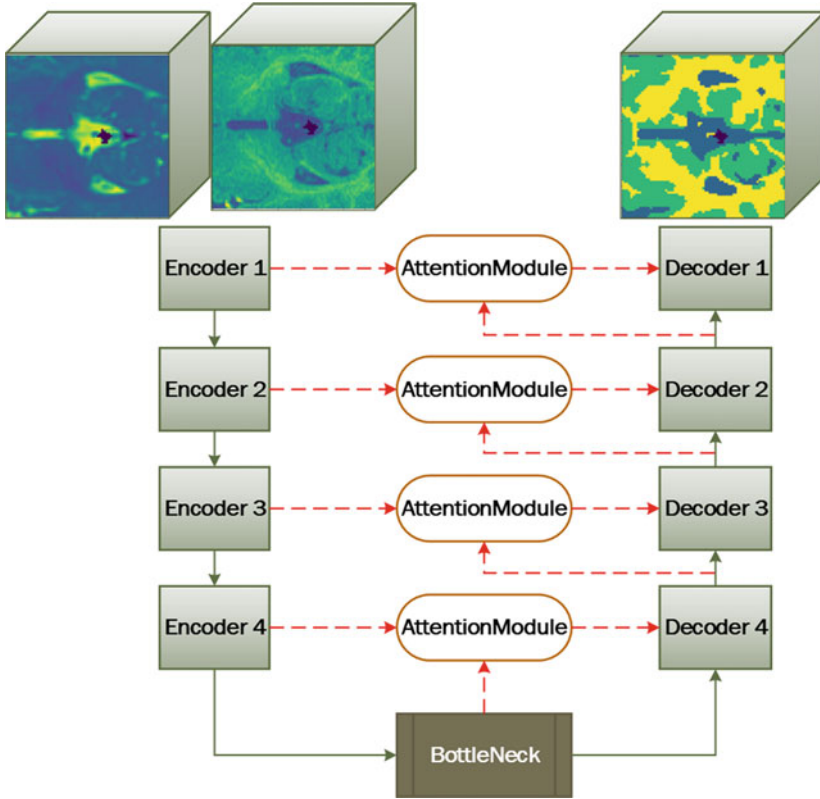 Encoder 1
AttentionModule
Decoder 1
Encoder 2
AttentionModule
Decoder 2
Encoder 3
AttentionModule
Decoder 3
Encoder 4
AttentionModule
Decoder 4
BottleNeck